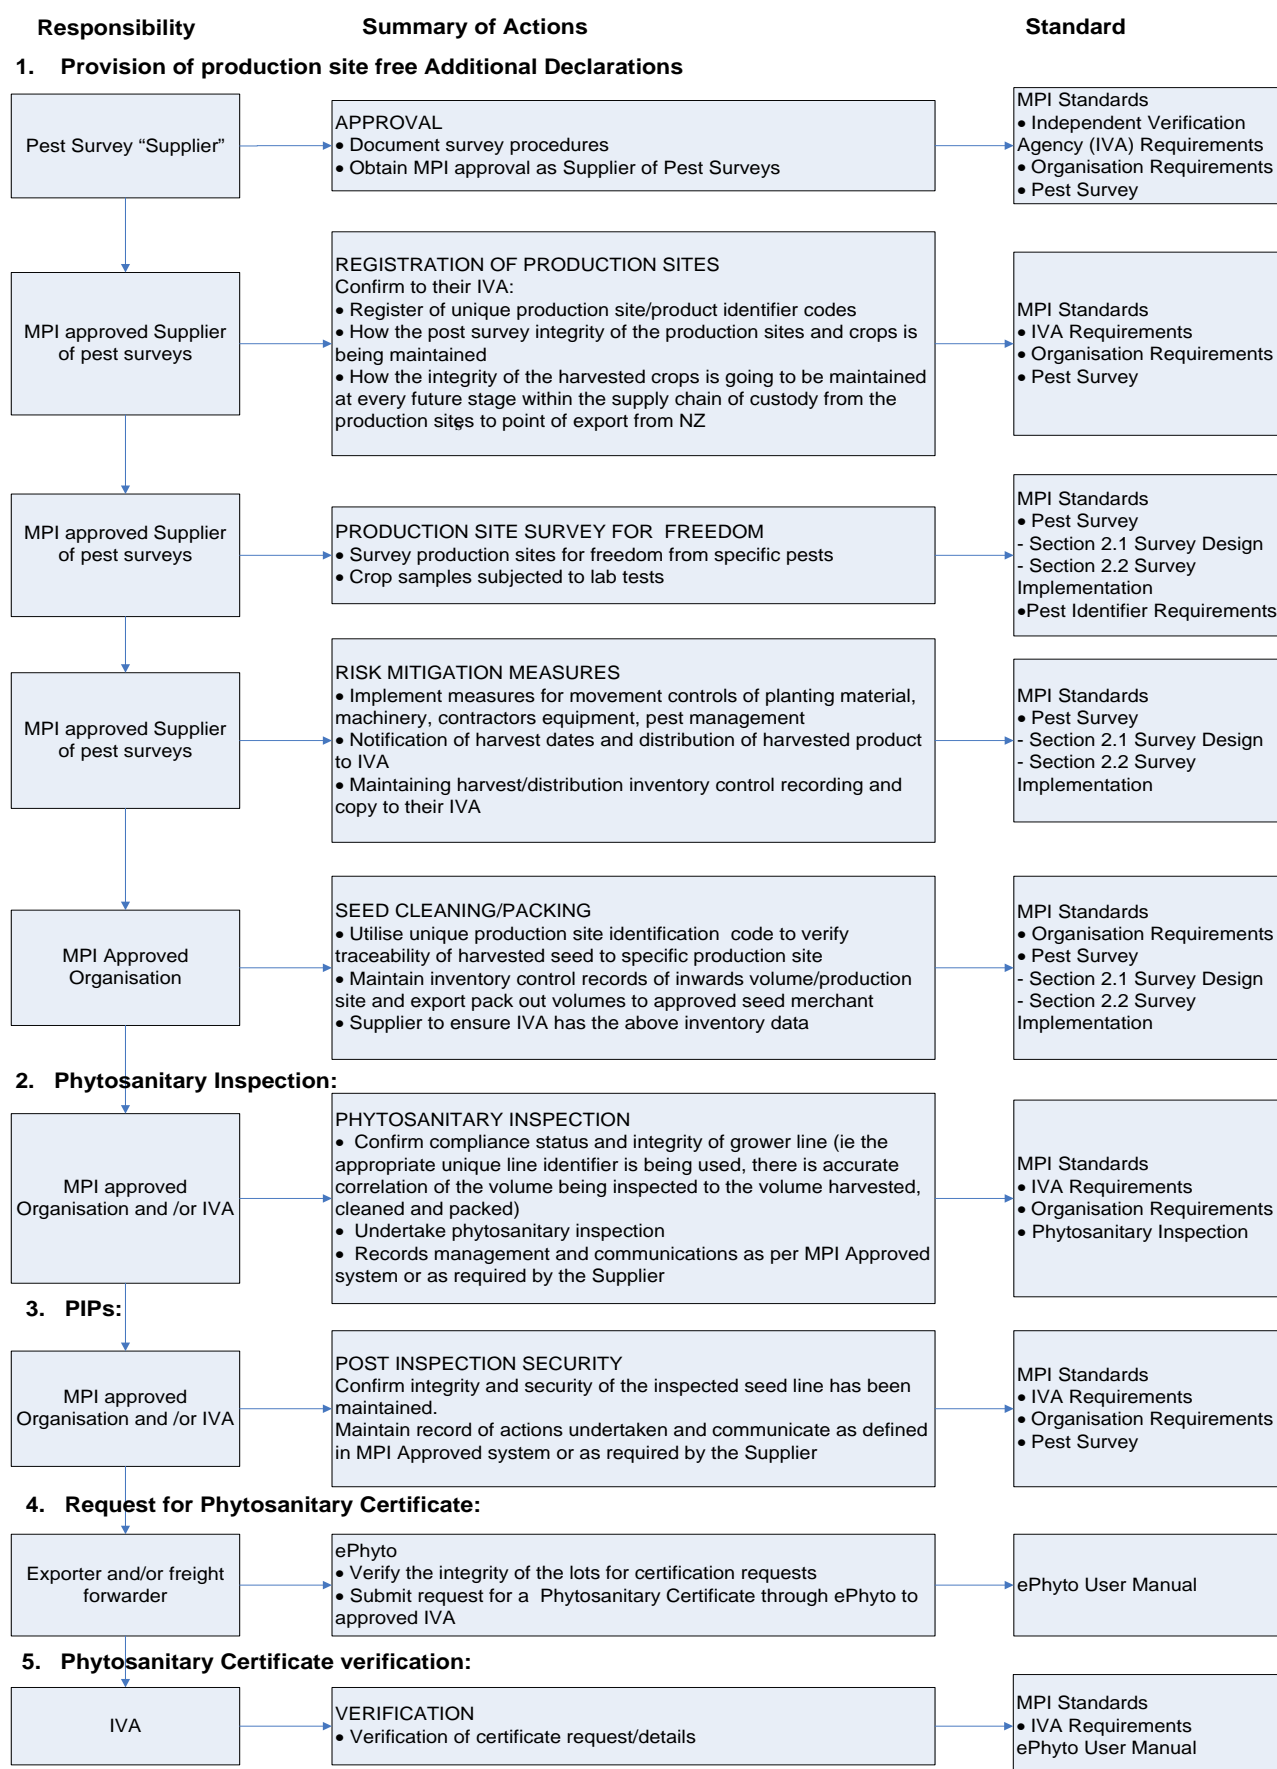 Responsibility
Summary of Actions
Standard
1. Provision of production site free Additional Declarations
Pest Survey “Supplier”
APPROVAL
• Document survey procedures
• Obtain MPI approval as Supplier of Pest Surveys
MPI Standards
• Independent Verification
Agency (IVA) Requirements
• Organisation Requirements
• Pest Survey
MPI approved Supplier
of pest surveys
REGISTRATION OF PRODUCTION SITES
Confirm to their IVA:
• Register of unique production site/product identifier codes
• How the post survey integrity of the production sites and crops is
being maintained
• How the integrity of the harvested crops is going to be maintained
at every future stage within the supply chain of custody from the
production sites to point of export from NZ
s
MPI Standards
• IVA Requirements
• Organisation Requirements
• Pest Survey
MPI approved Supplier
of pest surveys
PRODUCTION SITE SURVEY FOR FREEDOM
• Survey production sites for freedom from specific pests
• Crop samples subjected to lab tests
MPI Standards
• Pest Survey
- Section 2.1 Survey Design
- Section 2.2 Survey
Implementation
•Pest Identifier Requirements
MPI approved Supplier
of pest surveys
RISK MITIGATION MEASURES
• Implement measures for movement controls of planting material,
machinery, contractors equipment, pest management
• Notification of harvest dates and distribution of harvested product
to IVA
• Maintaining harvest/distribution inventory control recording and
copy to their IVA
MPI Standards
• Pest Survey
- Section 2.1 Survey Design
- Section 2.2 Survey
Implementation
MPI Approved
Organisation
SEED CLEANING/PACKING
• Utilise unique production site identification code to verify
traceability of harvested seed to specific production site
• Maintain inventory control records of inwards volume/production
site and export pack out volumes to approved seed merchant
• Supplier to ensure IVA has the above inventory data
MPI Standards
• Organisation Requirements
• Pest Survey
- Section 2.1 Survey Design
- Section 2.2 Survey
Implementation
2. Phytosanitary Inspection:
MPI approved
Organisation and /or IVA
PHYTOSANITARY INSPECTION
• Confirm compliance status and integrity of grower line (ie the
appropriate unique line identifier is being used, there is accurate
correlation of the volume being inspected to the volume harvested,
cleaned and packed)
• Undertake phytosanitary inspection
• Records management and communications as per MPI Approved
system or as required by the Supplier
MPI Standards
• IVA Requirements
• Organisation Requirements
• Phytosanitary Inspection
3. PIPs:
MPI approved
Organisation and /or IVA
POST INSPECTION SECURITY
Confirm integrity and security of the inspected seed line has been
maintained.
Maintain record of actions undertaken and communicate as defined
in MPI Approved system or as required by the Supplier
MPI Standards
• IVA Requirements
• Organisation Requirements
• Pest Survey
4. Request for Phytosanitary Certificate:
Exporter and/or freight
forwarder
ePhyto
• Verify the integrity of the lots for certification requests
• Submit request for a Phytosanitary Certificate through ePhyto to
approved IVA
ePhyto User Manual
5. Phytosanitary Certificate verification:
IVA
VERIFICATION
• Verification of certificate request/details
MPI Standards
• IVA Requirements
ePhyto User Manual